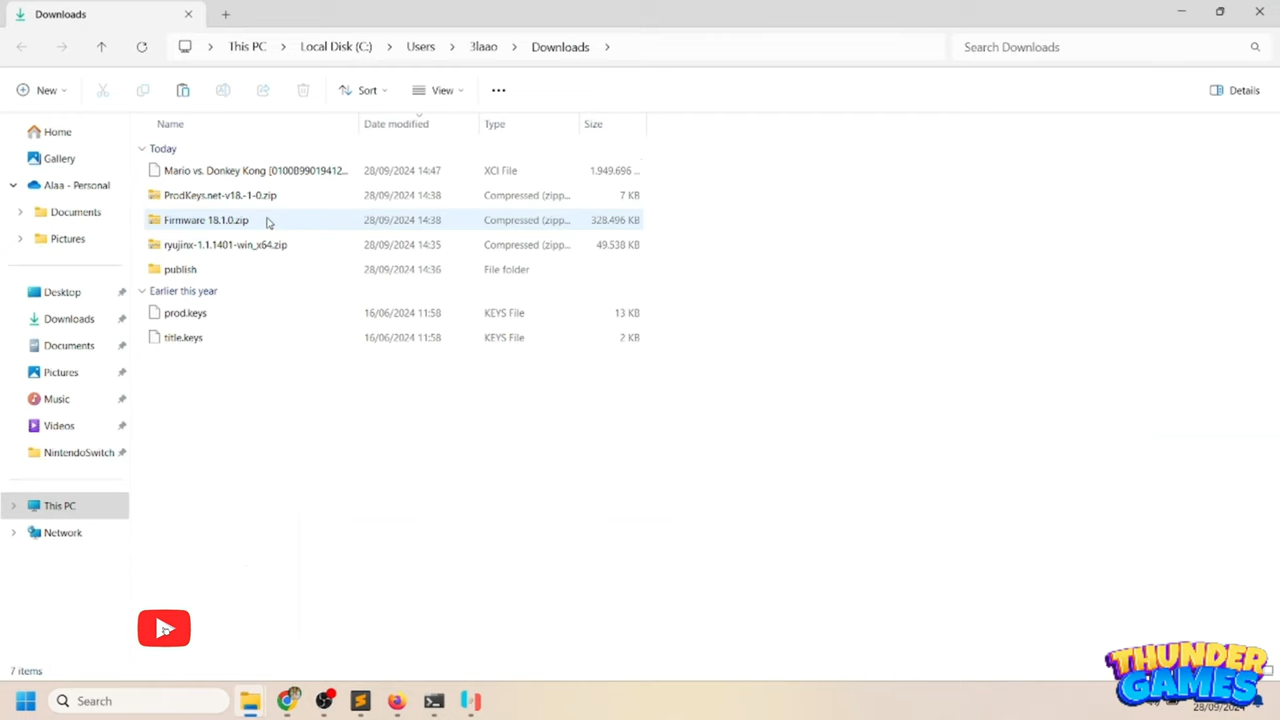 Downloads
This PC > Local Disk (C:) > Users > 3laao > Downloads >
Search Downloads
New
Sort
View
Details
Name Date modified Type Size
Today
Mario vs. Donkey Kong [0100B99019412... 28/09/2024 14:47 XCI File 1.949.696 ...
ProdKeys.net-v18.-1-0.zip 28/09/2024 14:38 Compressed (zipp... 7 KB
Firmware 18.1.0.zip 28/09/2024 14:38 Compressed (zipp... 328.496 KB
ryujinx-1.1.1401-win_x64.zip 28/09/2024 14:35 Compressed (zipp... 49.538 KB
publish 28/09/2024 14:36 File folder
Earlier this year
prod.keys 16/06/2024 11:58 KEYS File 13 KB
title.keys 16/06/2024 11:58 KEYS File 2 KB
Home
Gallery
Alaa - Personal
Documents
Pictures
Desktop
Downloads
Documents
Pictures
Music
Videos
NintendoSwitch
This PC
Network
7 items
Search
THUNDER
GAMES
28/09/2024